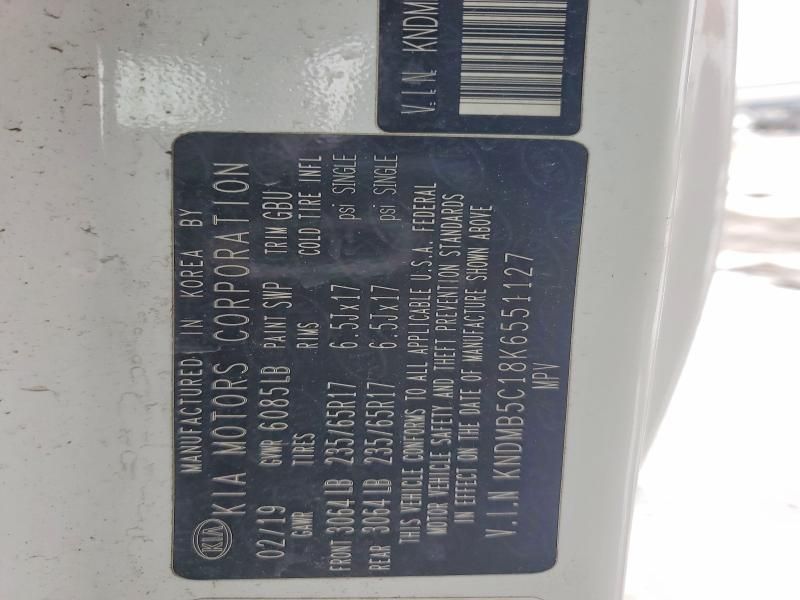 V.I.N. KNDM
MANUFACTURED IN KOREA BY
KIA KIA MOTORS CORPORATION
02/19 GVWR 6085LB PAINT SWP TRIM GBU
GAWR TIRES RIMS COLD TIRE INFL
FRONT 3064LB 235/65R17 6.5Jx17 psi SINGLE
REAR 3064LB 235/65R17 6.5Jx17 psi SINGLE
THIS VEHICLE CONFORMS TO ALL APPLICABLE U.S.A. FEDERAL
MOTOR VEHICLE SAFETY AND THEFT PREVENTION STANDARDS
IN EFFECT ON THE DATE OF MANUFACTURE SHOWN ABOVE
V.I.N KNDMB5C18K6551127
MPV